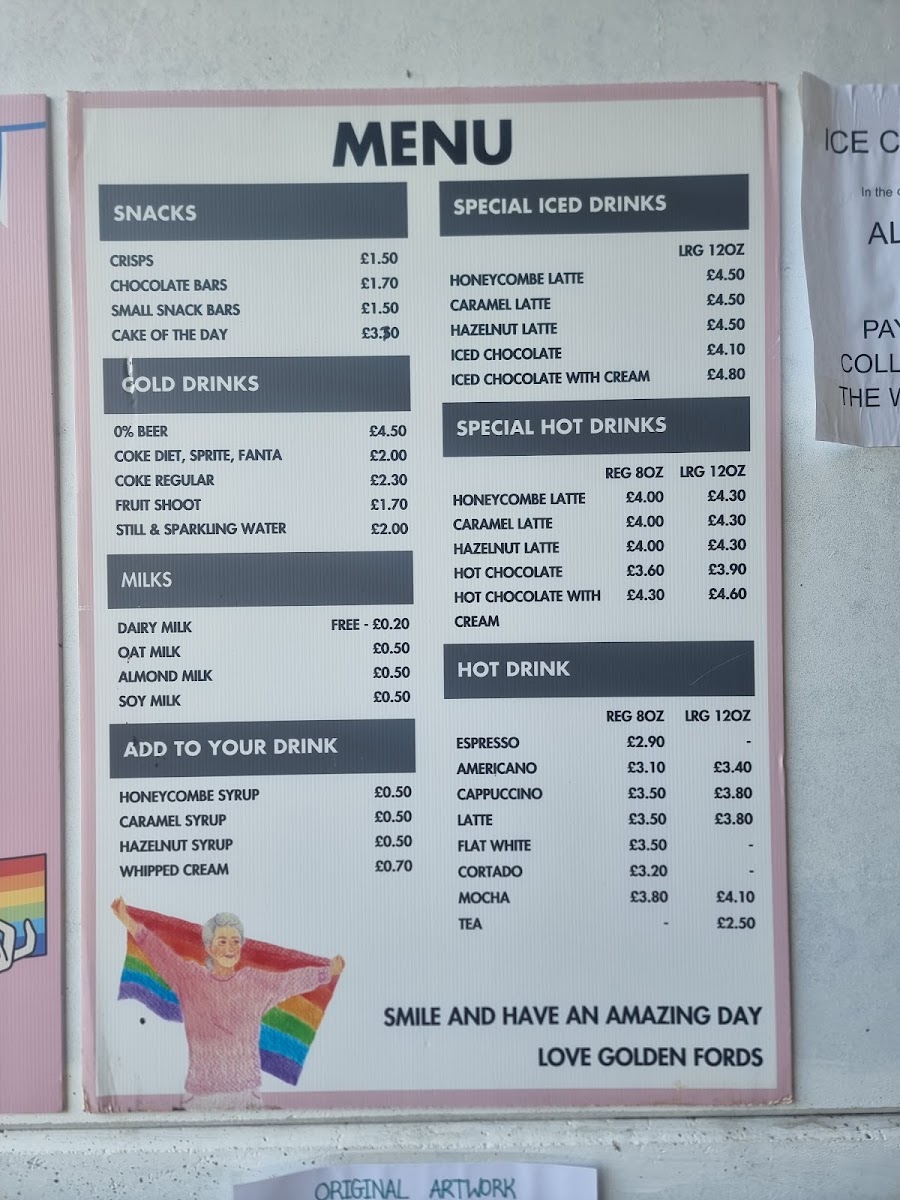 MENU
SNACKS
CRISPS £1.50
CHOCOLATE BARS £1.70
SMALL SNACK BARS £1.50
CAKE OF THE DAY £3.30
COLD DRINKS
0% BEER £4.50
COKE DIET, SPRITE, FANTA £2.00
COKE REGULAR £2.30
FRUIT SHOOT £1.70
STILL & SPARKLING WATER £2.00
MILKS
DAIRY MILK FREE - £0.20
OAT MILK £0.50
ALMOND MILK £0.50
SOY MILK £0.50
ADD TO YOUR DRINK
HONEYCOMBE SYRUP £0.50
CARAMEL SYRUP £0.50
HAZELNUT SYRUP £0.50
WHIPPED CREAM £0.70
SPECIAL ICED DRINKS
LRG 12OZ
HONEYCOMBE LATTE £4.50
CARAMEL LATTE £4.50
HAZELNUT LATTE £4.50
ICED CHOCOLATE £4.10
ICED CHOCOLATE WITH CREAM £4.80
SPECIAL HOT DRINKS
REG 8OZ LRG 12OZ
HONEYCOMBE LATTE £4.00 £4.30
CARAMEL LATTE £4.00 £4.30
HAZELNUT LATTE £4.00 £4.30
HOT CHOCOLATE £3.60 £3.90
HOT CHOCOLATE WITH £4.30 £4.60
CREAM
HOT DRINK
REG 8OZ LRG 12OZ
ESPRESSO £2.90 -
AMERICANO £3.10 £3.40
CAPPUCCINO £3.50 £3.80
LATTE £3.50 £3.80
FLAT WHITE £3.50 -
CORTADO £3.20 -
MOCHA £3.80 £4.10
TEA - £2.50
SMILE AND HAVE AN AMAZING DAY
LOVE GOLDEN FORDS
ICE C
In the
AL
PAY
COLL
THE W
ORIGINAL ARTWORK